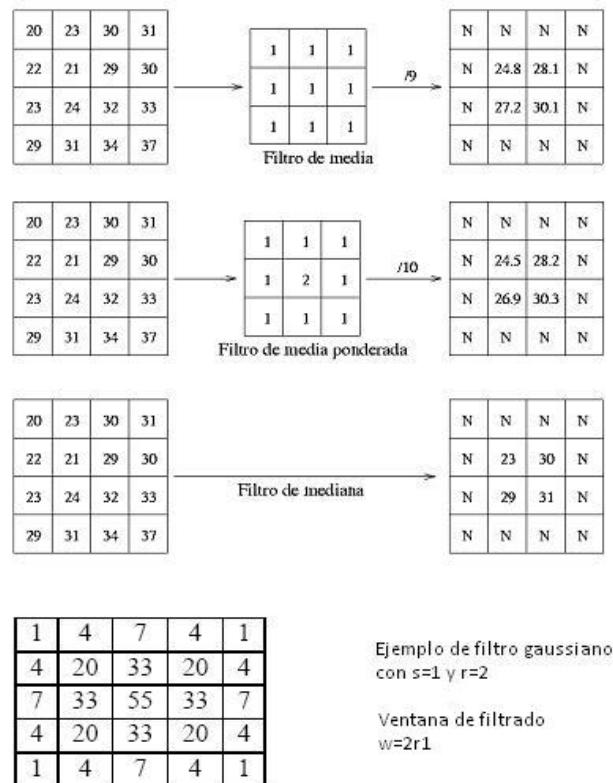 20 23 30 31 N N N N
1 1 1
22 21 29 30 /9 N 24.8 28.1 N
1 1 1
23 24 32 33 N 27.2 30.1 N
1 1 1
29 31 34 37 N N N N
Filtro de media
20 23 30 31 N N N N
1 1 1
22 21 29 30 /10 N 24.5 28.2 N
1 2 1
23 24 32 33 N 26.9 30.3 N
1 1 1
29 31 34 37 N N N N
Filtro de media ponderada
20 23 30 31 N N N N
22 21 29 30 N 23 30 N
23 24 32 33 Filtro de mediana N 29 31 N
29 31 34 37 N N N N
1 4 7 4 1
4 20 33 20 4
7 33 55 33 7
4 20 33 20 4
1 4 7 4 1
Ejemplo de filtro gaussiano
con s=1 y r=2
Ventana de filtrado
w=2r1